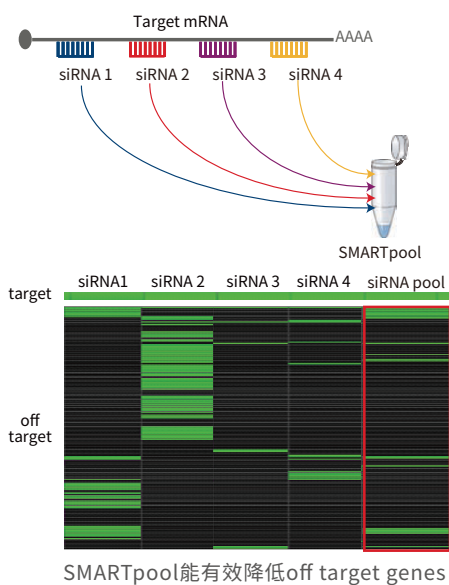 Target mRNA
AAAA
siRNA 1
siRNA 2
siRNA 3
siRNA 4
SMARTpool
siRNA1
siRNA 2
siRNA 3
siRNA 4
siRNA pool
target
off
target
SMARTpool能有效降低off target genes